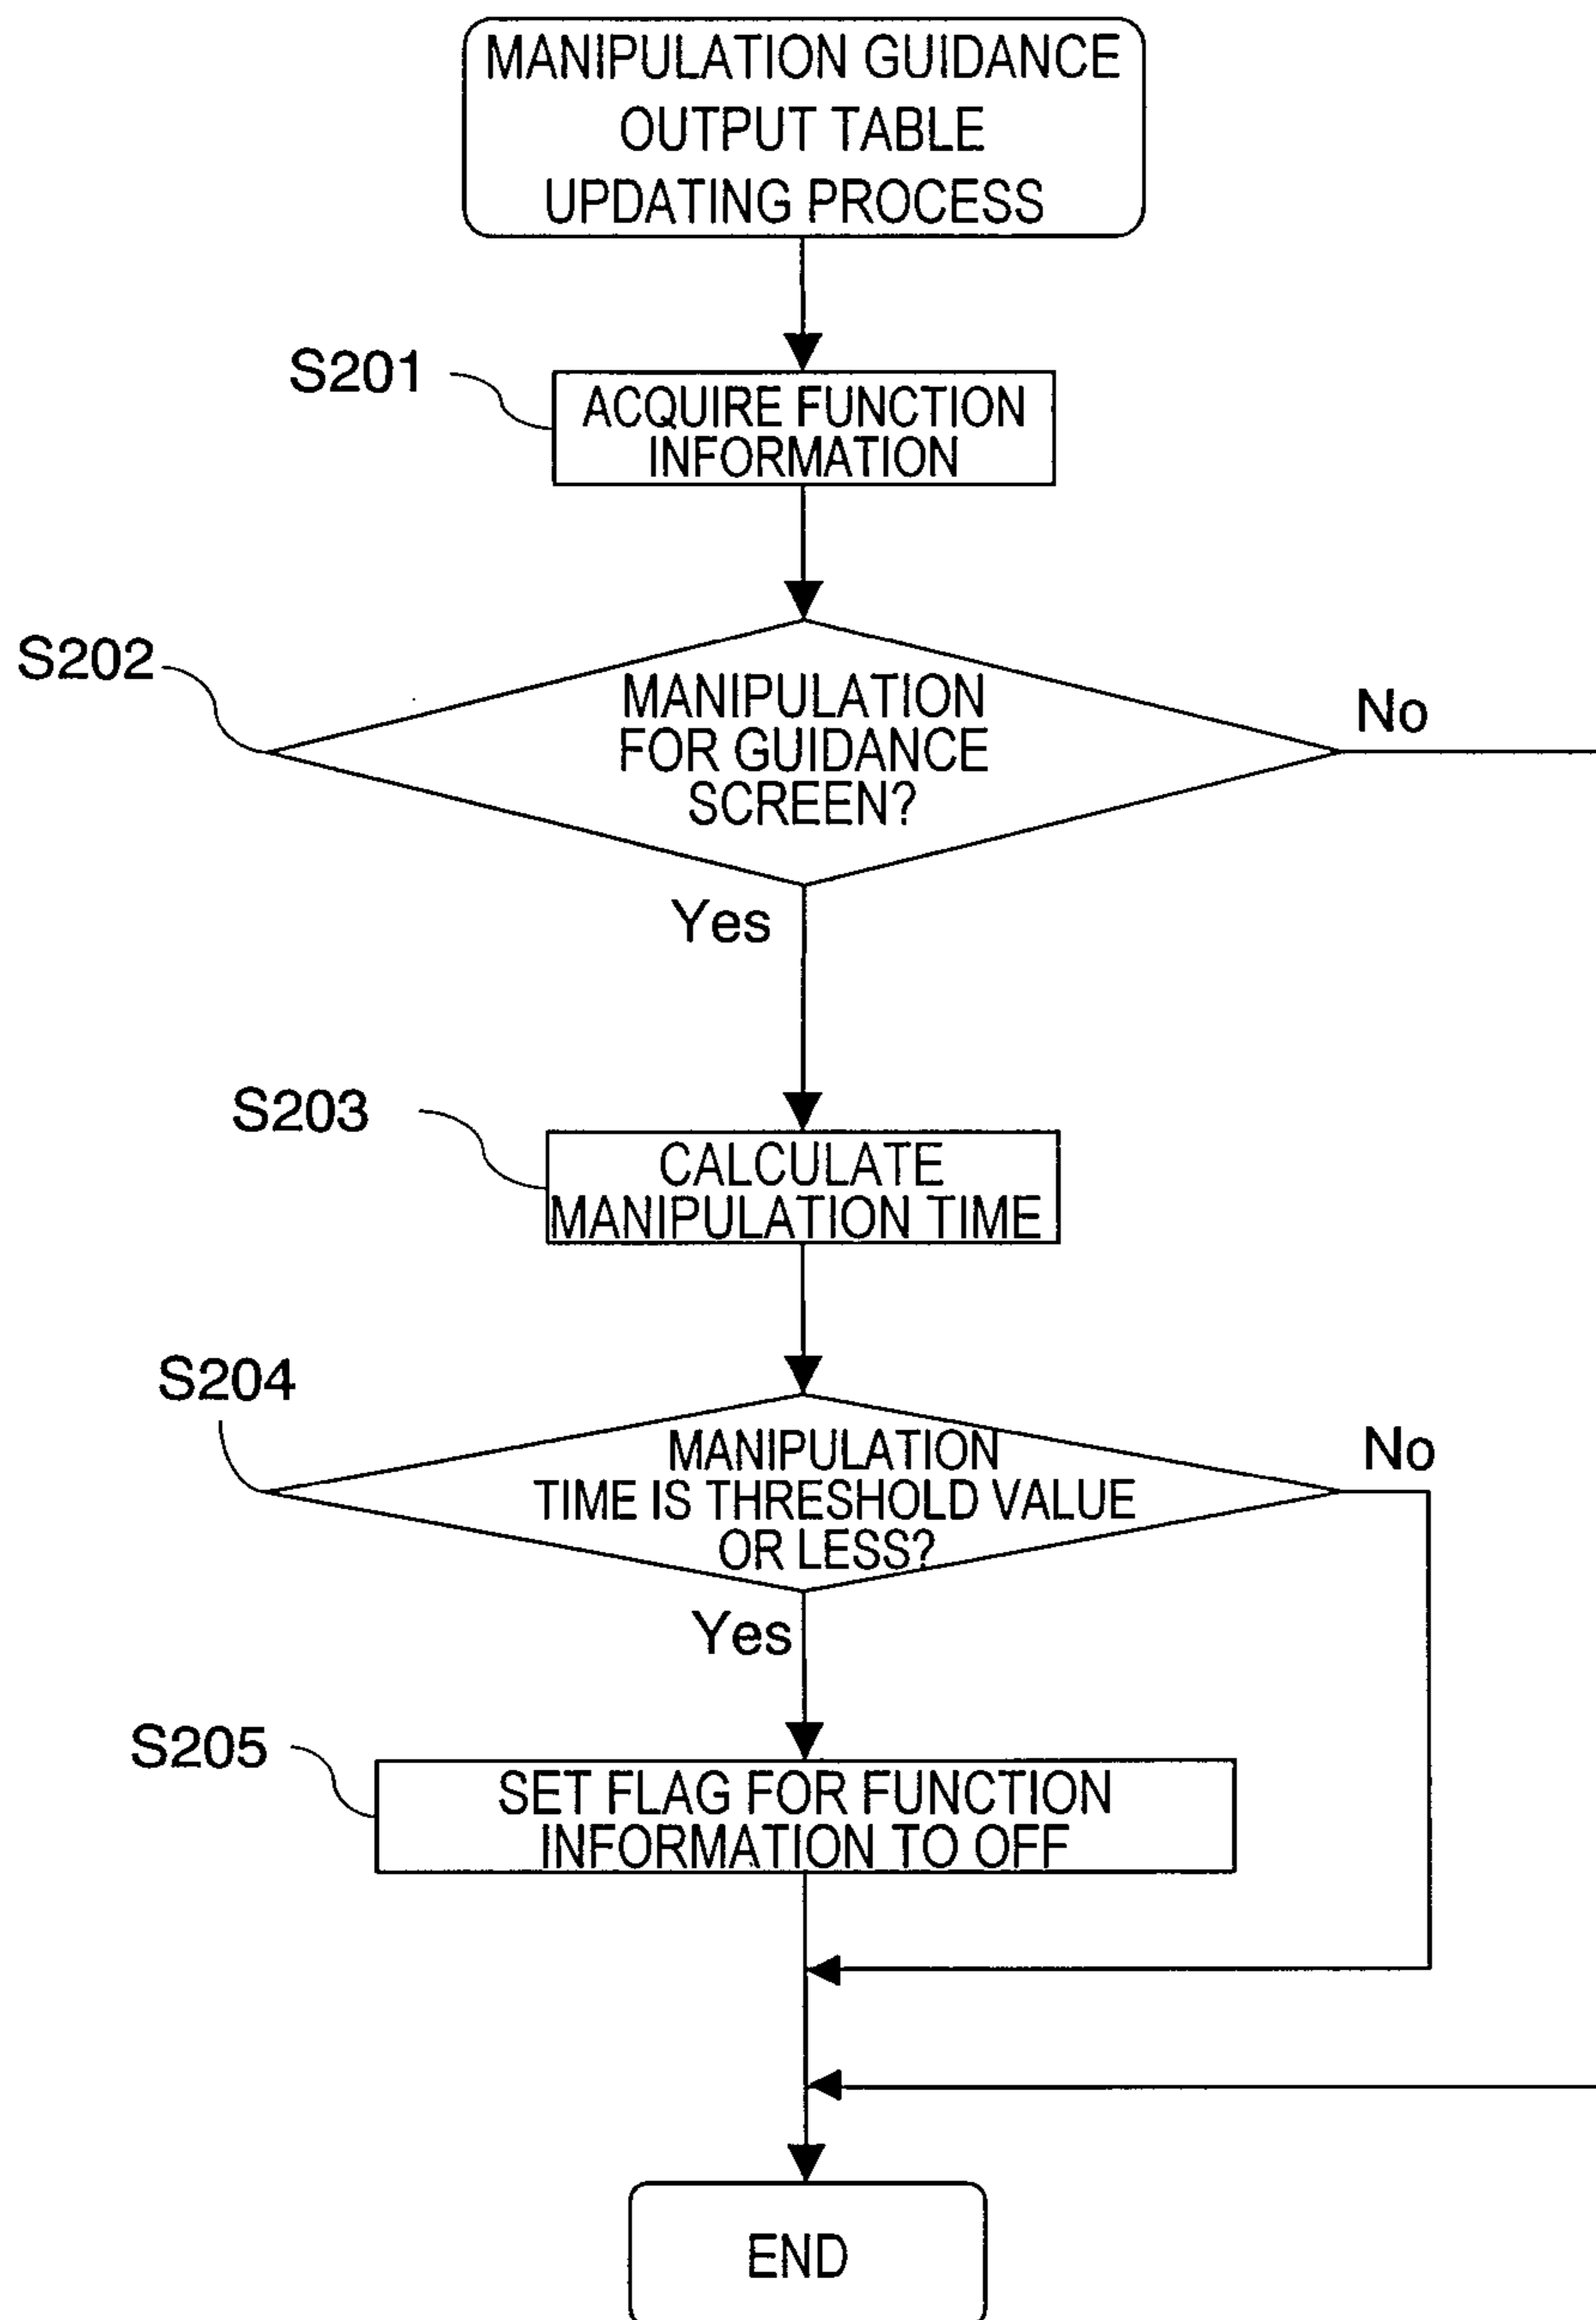 MANIPULATION GUIDANCE
OUTPUT TABLE
UPDATING PROCESS
S201
ACQUIRE FUNCTION
INFORMATION
S202
MANIPULATION
FOR GUIDANCE
SCREEN?
No
Yes
S203
CALCULATE
MANIPULATION TIME
S204
MANIPULATION
TIME IS THRESHOLD VALUE
OR LESS?
No
Yes
S205
SET FLAG FOR FUNCTION
INFORMATION TO OFF
END